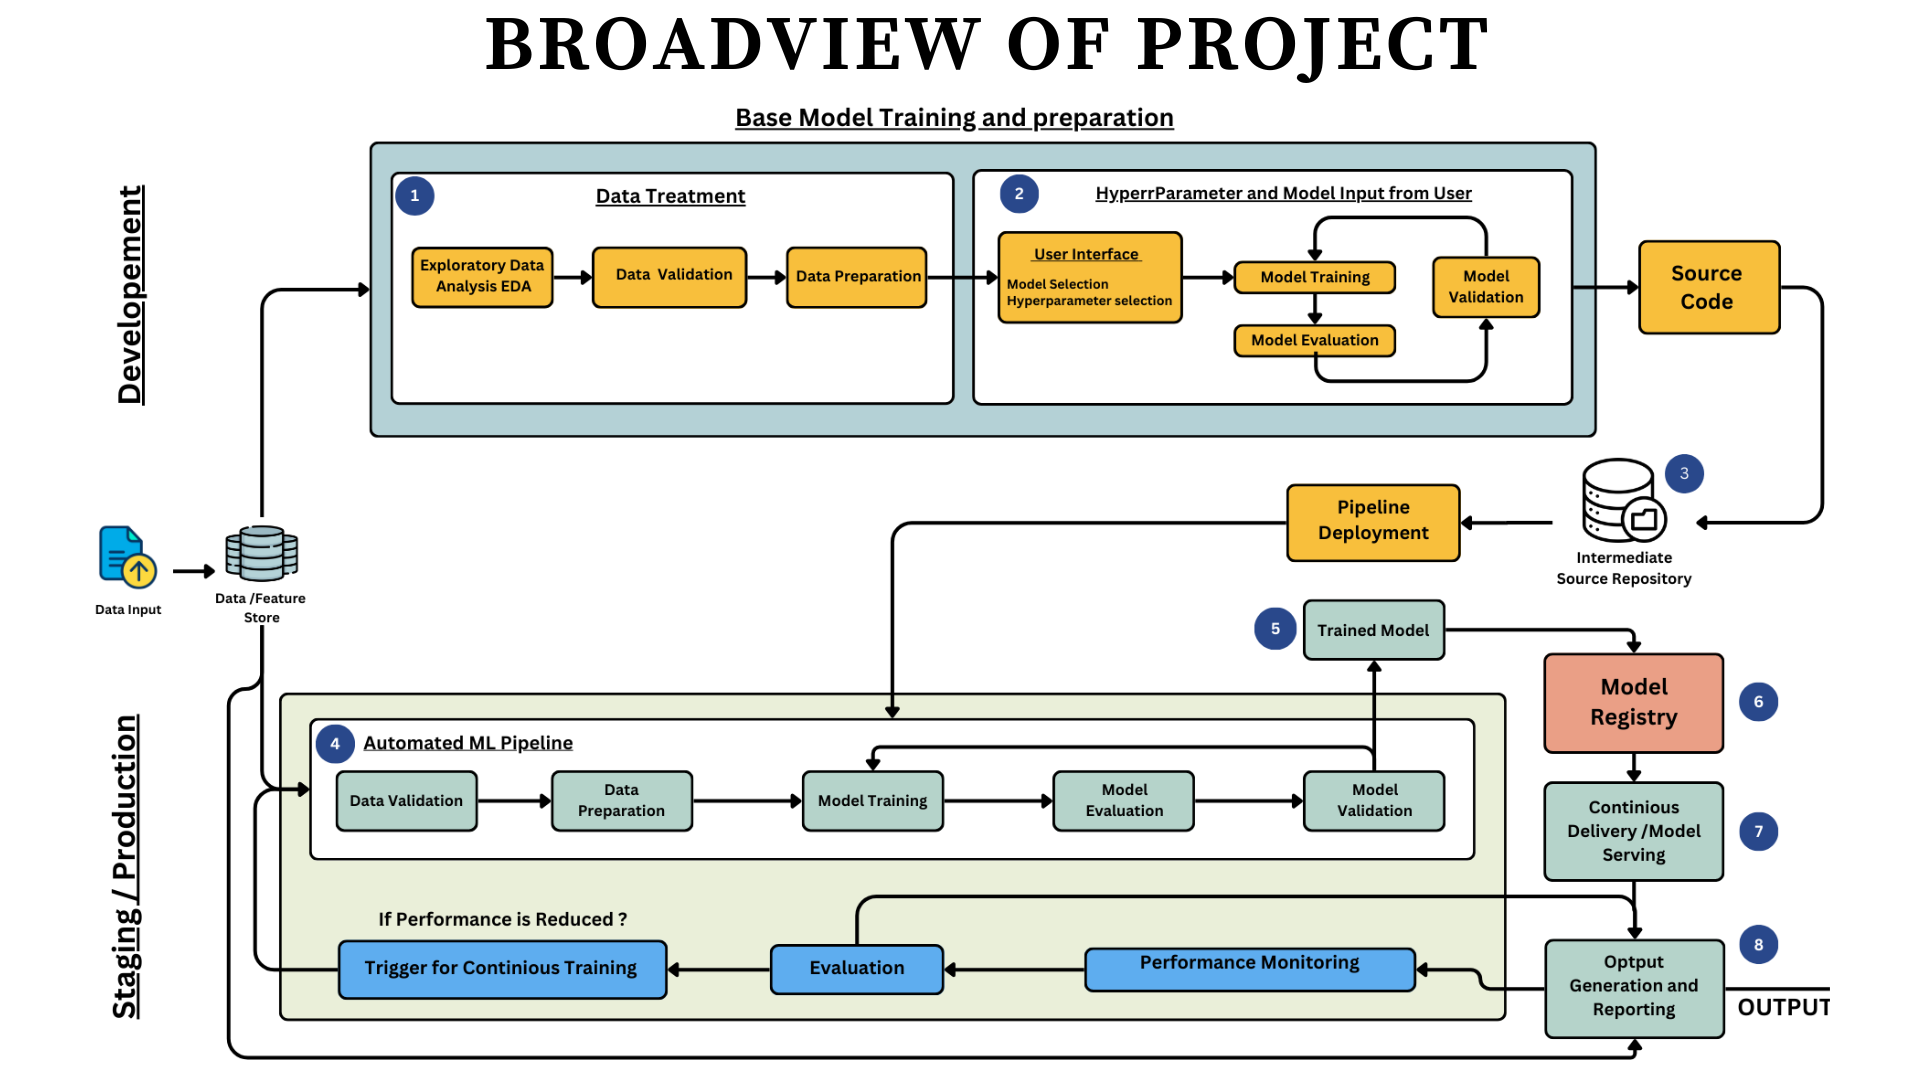 BROADVIEW OF PROJECT
Base Model Training and preparation
Developement
1
Data Treatment
Exploratory Data
Analysis EDA
Data Validation
Data Preparation
2
HyperrParameter and Model Input from User
User Interface
Model Selection
Hyperparameter selection
Model Training
Model Evaluation
Model
Validation
Source
Code
3
Intermediate
Source Repository
Pipeline
Deployment
Data Input
Data /Feature
Store
5
Trained Model
Model
Registry
6
Staging / Production
4
Automated ML Pipeline
Data Validation
Data
Preparation
Model Training
Model
Evaluation
Model
Validation
Continious
Delivery /Model
Serving
7
If Performance is Reduced ?
Trigger for Continious Training
Evaluation
Performance Monitoring
Optput
Generation and
Reporting
8
OUTPUT